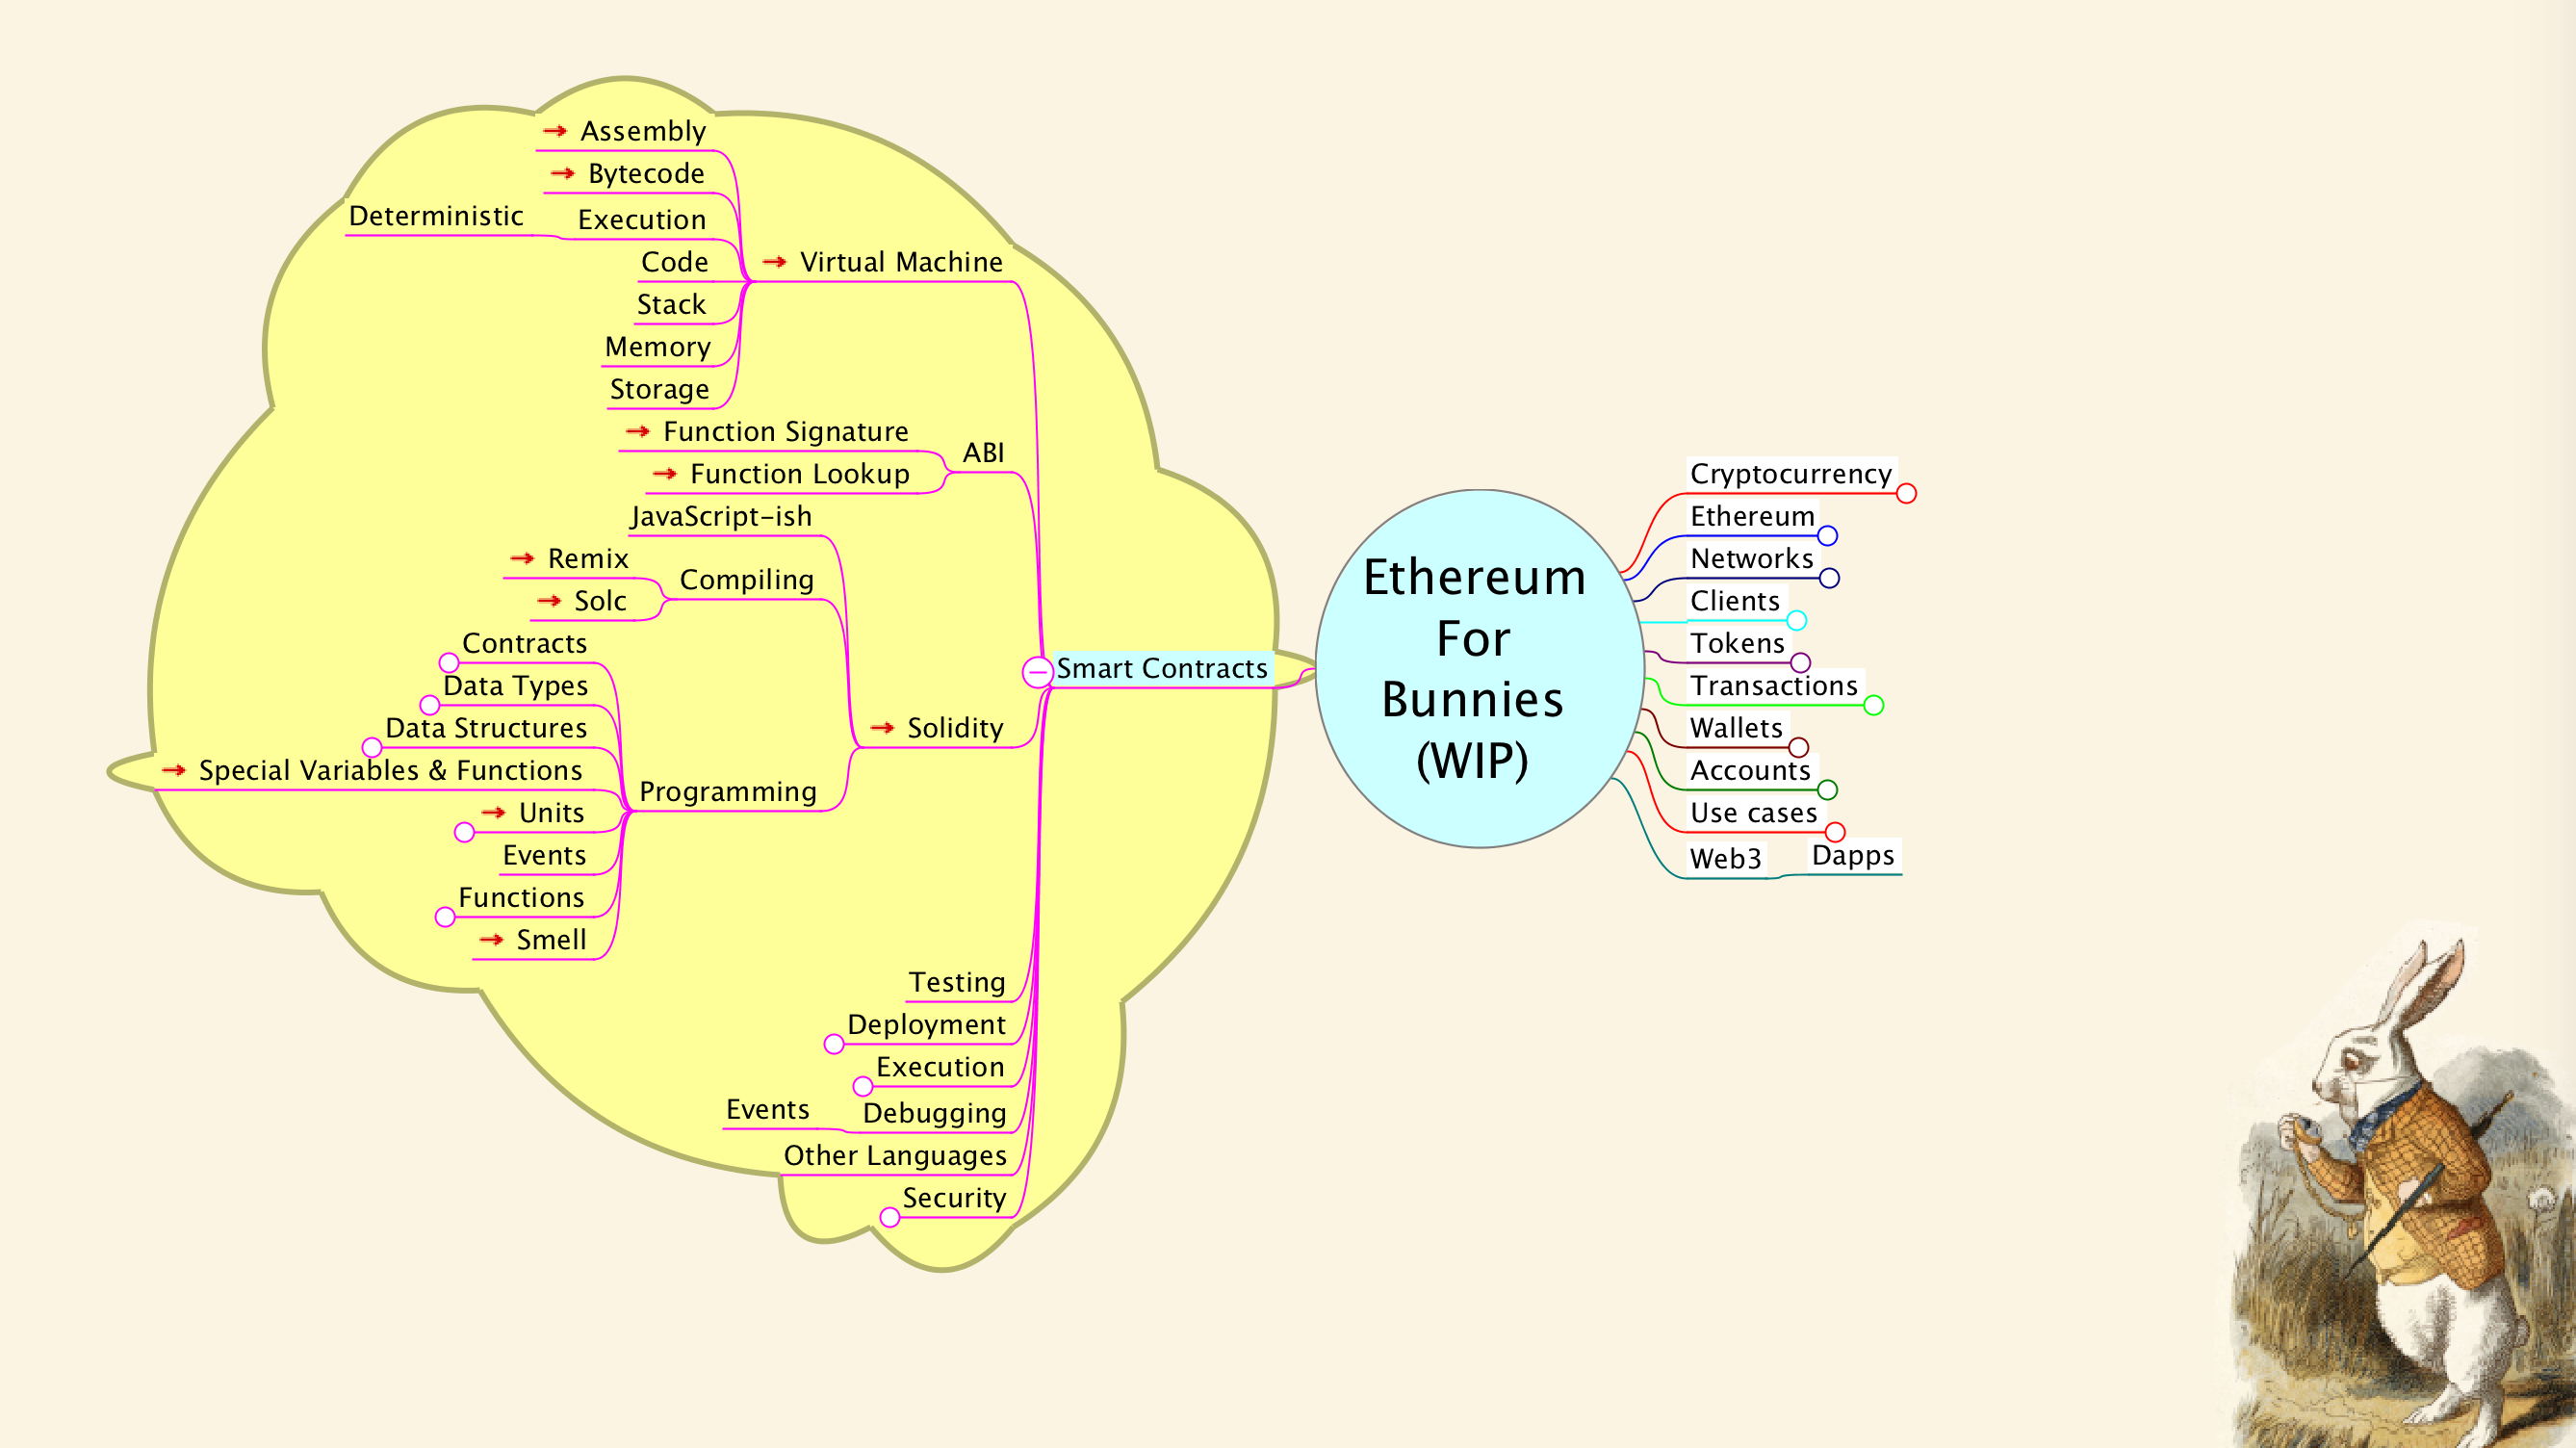 Assembly
Bytecode
Deterministic
Execution
Code
Virtual Machine
Stack
Memory
Storage
Function Signature
ABI
Function Lookup
JavaScript-ish
Remix
Compiling
Solc
Contracts
Data Types
Data Structures
Special Variables & Functions
Units
Events
Functions
Smell
Programming
Solidity
Smart Contracts
Testing
Deployment
Execution
Events
Debugging
Other Languages
Security
Ethereum
For
Bunnies
(WIP)
Cryptocurrency
Ethereum
Networks
Clients
Tokens
Transactions
Wallets
Accounts
Use cases
Web3
Dapps